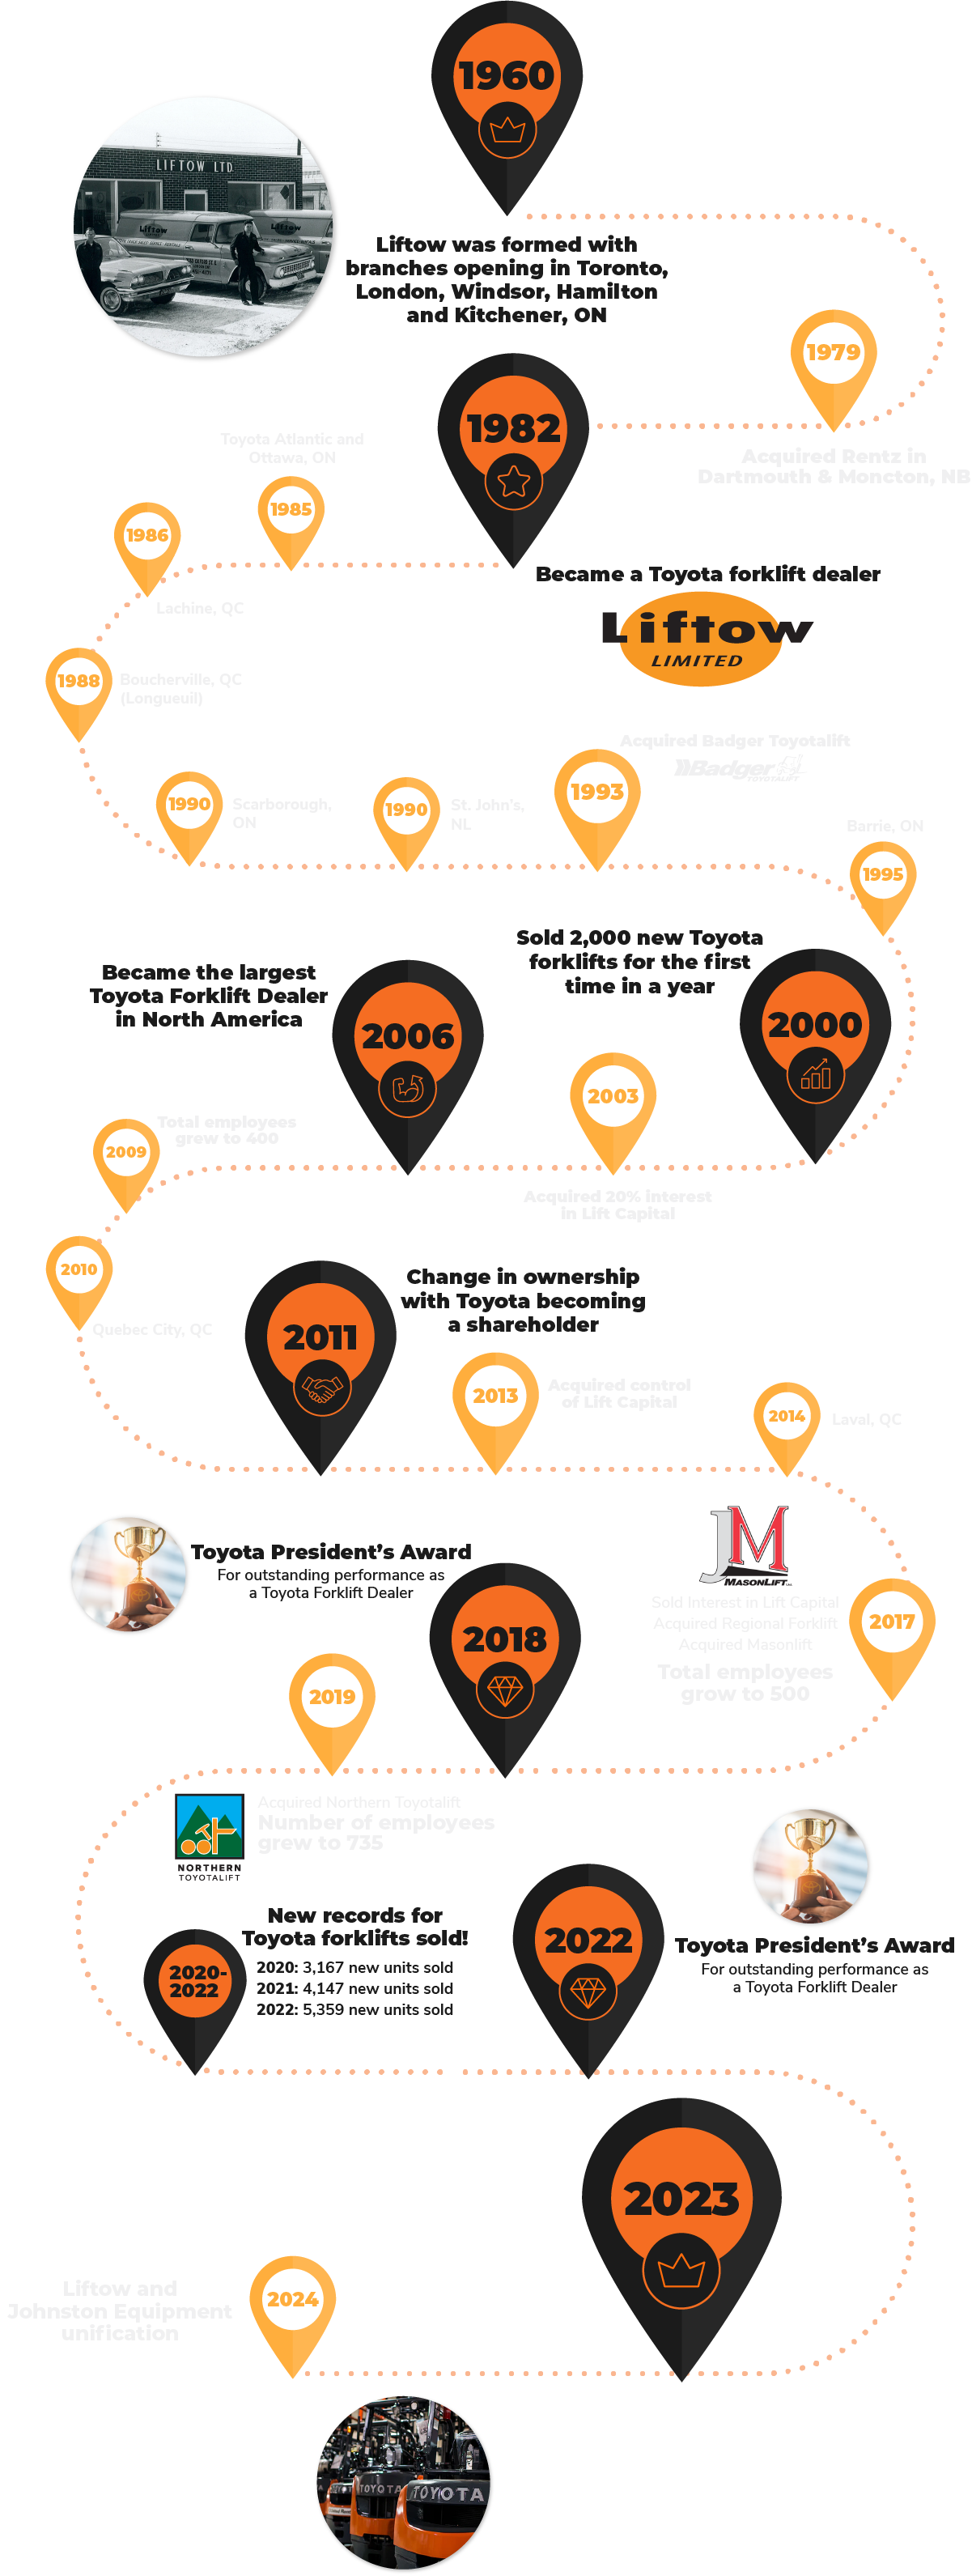 1960
LIFTOW LTD
Liftow
Liftow
Liftow was formed with
branches opening in Toronto,
London, Windsor, Hamilton
and Kitchener, ON
1979
Acquired Rentz in
Dartmouth & Moncton, NB
1982
Became a Toyota forklift dealer
Liftow
LIMITED
Toyota Atlantic and
Ottawa, ON
1985
1986
Lachine, QC
1988
Boucherville, QC
(Longueuil)
1990
Scarborough,
ON
1990
St. John's,
NL
Acquired Badger Toyotalift
Badger
TOYOTALIFT
1993
Barrie, ON
1995
Sold 2,000 new Toyota
forklifts for the first
time in a year
2000
2003
Acquired 20% interest
in Lift Capital
Became the largest
Toyota Forklift Dealer
in North America
2006
Total employees
grew to 400
2009
2010
Quebec City, QC
2011
Change in ownership
with Toyota becoming
a shareholder
2013
Acquired control
of Lift Capital
2014
Laval, QC
JM
MASONLIFT
Sold Interest in Lift Capital
Acquired Regional Forklift
Acquired Masonlift
Total employees
grow to 500
2017
Toyota President's Award
For outstanding performance as
a Toyota Forklift Dealer
2018
2019
NORTHERN
TOYOTALIFT
Acquired Northern Toyotalift
Number of employees
grew to 735
2020-
2022
New records for
Toyota forklifts sold!
2020: 3,167 new units sold
2021: 4,147 new units sold
2022: 5,359 new units sold
2022
Toyota President's Award
For outstanding performance as
a Toyota Forklift Dealer
2023
2024
Liftow and
Johnston Equipment
unification
TOYOTA
TOYOTA